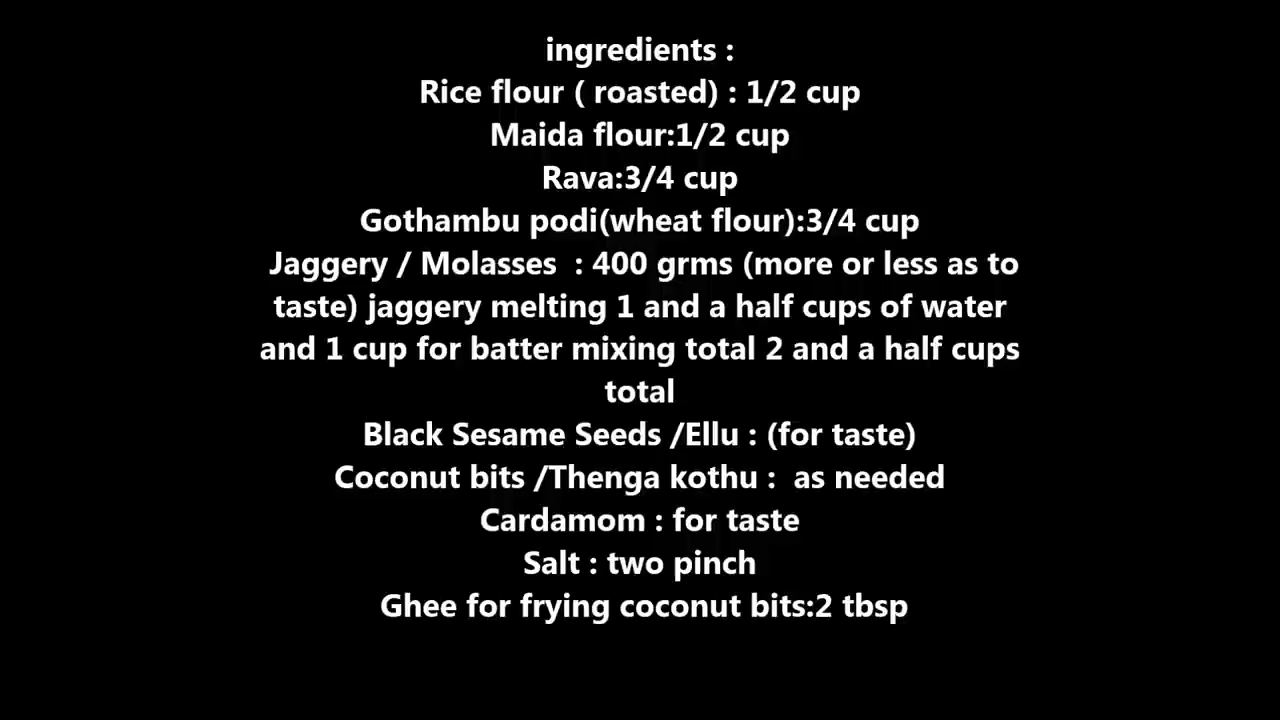 ingredients :
Rice flour ( roasted) : 1/2 cup
Maida flour:1/2 cup
Rava:3/4 cup
Gothambu podi(wheat flour):3/4 cup
Jaggery / Molasses  : 400 grms (more or less as to
taste) jaggery melting 1 and a half cups of water
and 1 cup for batter mixing total 2 and a half cups
total
Black Sesame Seeds /Ellu : (for taste)
Coconut bits /Thenga kothu :  as needed
Cardamom : for taste
Salt : two pinch
Ghee for frying coconut bits:2 tbsp